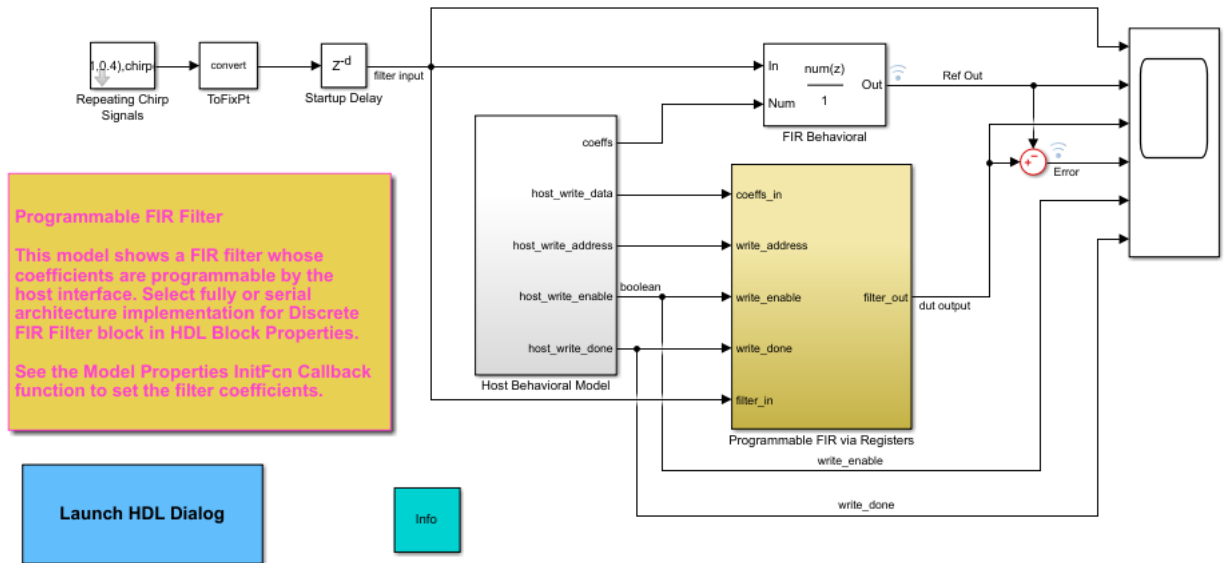 1,0.4),chirp
Repeating Chirp
Signals
convert
ToFixPt
Z-d
Startup Delay
filter input
In
Num
num(z)
1
Out
FIR Behavioral
Ref Out
Error
coeffs
host_write_data
host_write_address
host_write_enable
host_write_done
Host Behavioral Model
boolean
coeffs_in
write_address
write_enable
write_done
filter_in
filter_out
Programmable FIR via Registers
dut output
write_enable
write_done
Programmable FIR Filter
This model shows a FIR filter whose
coefficients are programmable by the
host interface. Select fully or serial
architecture implementation for Discrete
FIR Filter block in HDL Block Properties.
See the Model Properties InitFcn Callback
function to set the filter coefficients.
Launch HDL Dialog
Info